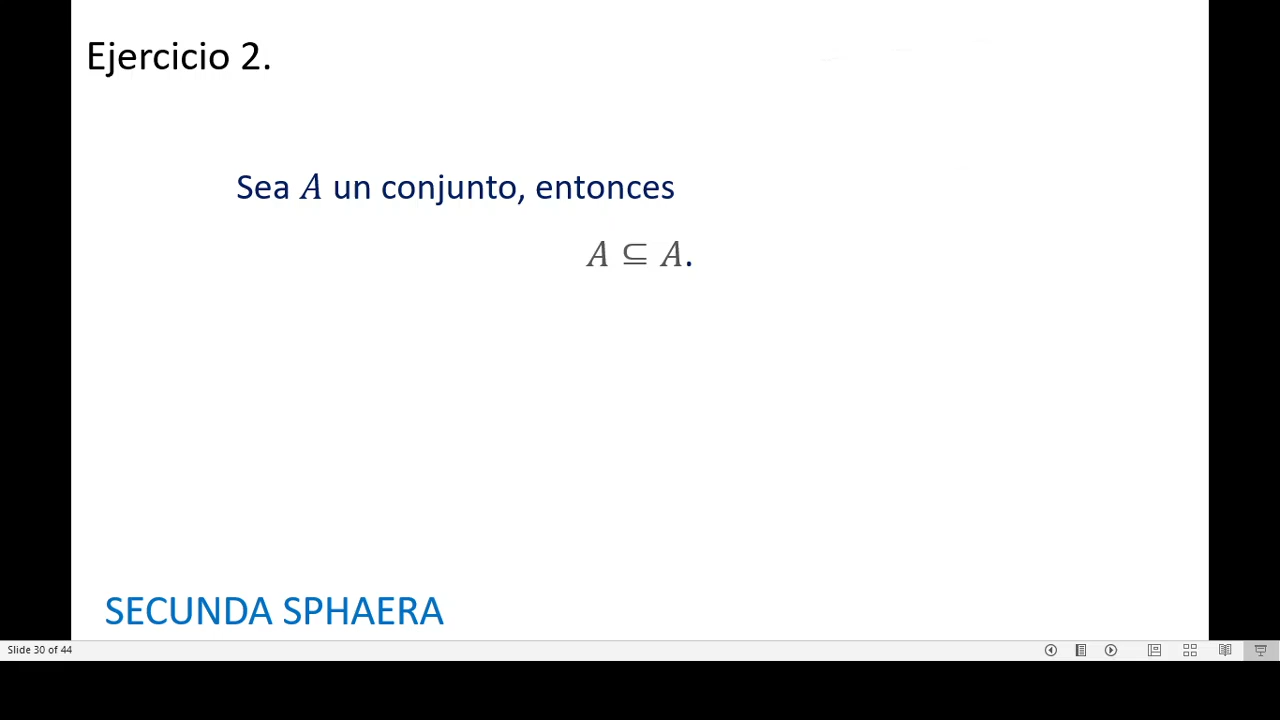 Ejercicio 2.
Sea A un conjunto, entonces
A ⊆ A.
SECUNDA SPHAERA
Slide 30 of 44